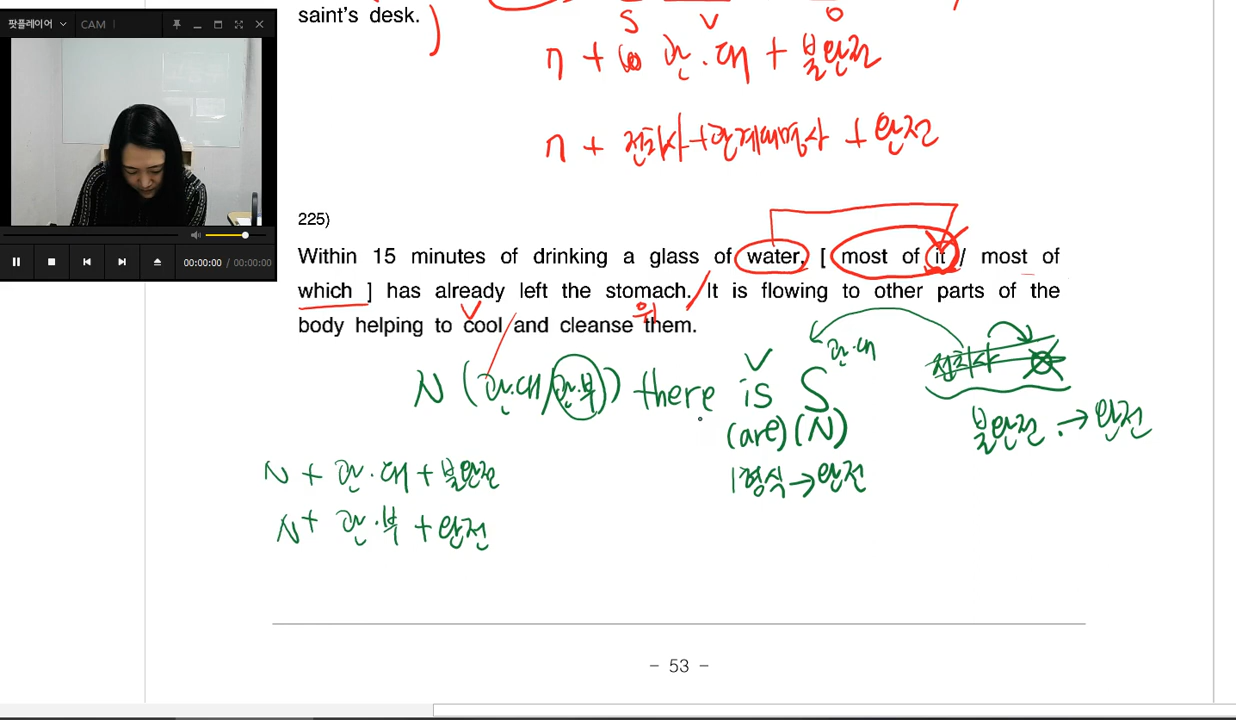 saint's desk.
팟플레이어 CAM
00:00:00 / 00:00:00
S V O
n + 관·대 + 불완전
n + 전치사+관계대명사 + 완전
225)
Within 15 minutes of drinking a glass of water, [ most of it / most of
which ] has already left the stomach. It is flowing to other parts of the
위
body helping to cool and cleanse them.
N (관·대/관·부) there is S 관·대 전치사
(are) (N)
불완전 → 완전
1형식→완전
N + 관·대 + 불완전
N + 관·부 + 완전
- 53 -